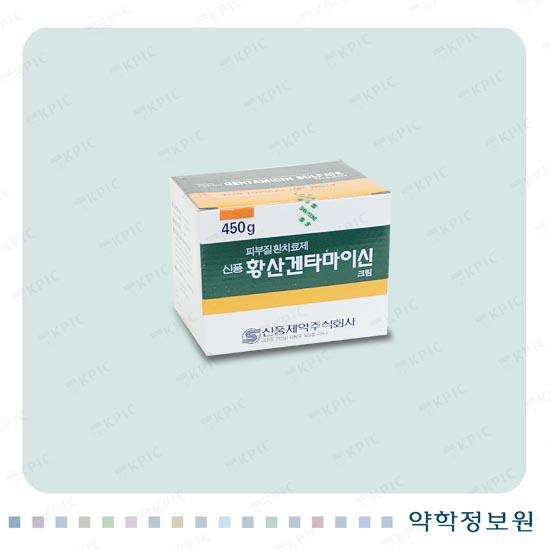 GENTAMICIN SULFATE
450g
피부질환치료제
신풍 황산겐타마이신
크림
신풍제약주식회사
약학정보원